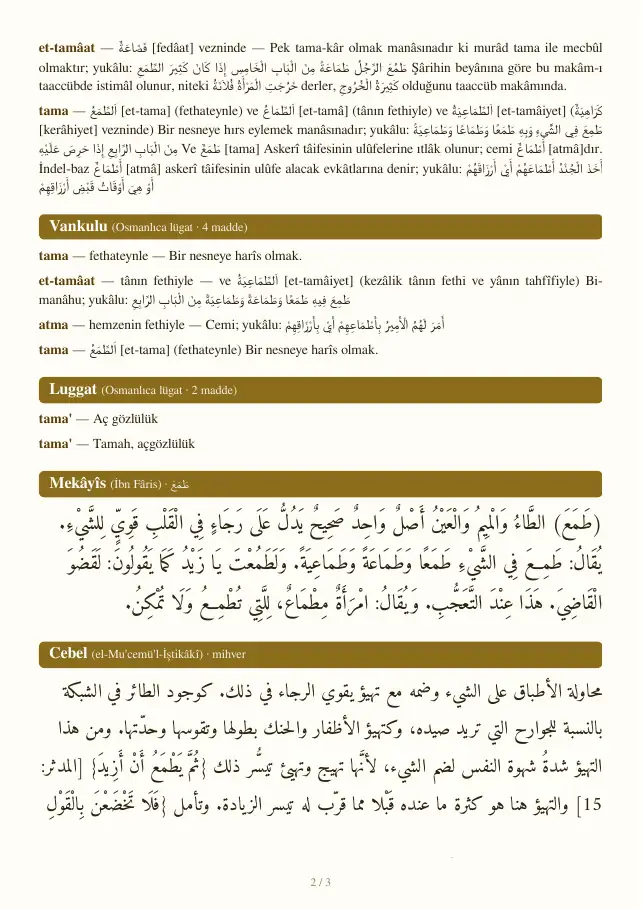 et-tamâat — فَضَاعَةٌ [fedâat] vezninde — Pek tama-kâr olmak manâsınadır ki murâd tama ile mecbûl
olmaktır; yukâlu: طَمُعَ الرَّجُلُ طَمَاعَةً مِنَ الْبَابِ الْخَامِسِ إِذَا كَانَ كَثِيرَ الطَّمَعِ Şârihin beyânına göre bu makâm-ı
taaccübde istimâl olunur, niteki خَرُجَتِ الْمَرْأَةُ فُلَانَةُ derler, كَثِيرَةُ الْخُرُوجِ olduğunu taaccüb makâmında.
tama — اَلطَّمَعُ [et-tama] (fethateynle) ve اَلطَّمَاعُ [et-tamâ] (tânın fethiyle) ve اَلطَّمَاعِيَةُ [et-tamâiyet] (كَرَاهِيَةٌ
[kerâhiyet] vezninde) Bir nesneye hırs eylemek manâsınadır; yukâlu: طَمِعَ فِى الشَّيْءِ وَبِهِ طَمَعًا وَطَمَاعًا وَطَمَاعِيَةً
مِنَ الْبَابِ الرَّابِعِ إِذَا حَرِصَ عَلَيْهِ Ve طَمَعٌ [tama] Askerî tâifesinin ulûfelerine ıtlâk olunur; cemi أَطْمَاعٌ [atmâ]dır.
İndel-baz أَطْمَاعٌ [atmâ] askerî tâifesinin ulûfe alacak evkâtlarına denir; yukâlu: أَخَذَ الْجُنْدُ أَطْمَاعَهُمْ أَىْ أَرْزَاقَهُمْ
أَوْ هِىَ أَوْقَاتُ قَبْضِ أَرْزَاقِهِمْ
Vankulu (Osmanlıca lügat · 4 madde)
tama — fethateynle — Bir nesneye harîs olmak.
et-tamâat — tânın fethiyle — ve اَلطَّمَاعِيَةُ [et-tamâiyet] (kezâlik tânın fethi ve yânın tahfîfiyle) Bi-
manâhu; yukâlu: طَمِعَ فِيهِ طَمَعًا وَطَمَاعَةً وَطَمَاعِيَةً مِنَ الْبَابِ الرَّابِعِ
atma — hemzenin fethiyle — Cemi; yukâlu: أَمَرَ لَهُمُ الْأَمِيرُ بِأَطْمَاعِهِمْ أَىْ بِأَرْزَاقِهِمْ
tama — اَلطَّمَعُ [et-tama] (fethateynle) Bir nesneye harîs olmak.
Luggat (Osmanlıca lügat · 2 madde)
tama' — Aç gözlülük
tama' — Tamah, açgözlülük
Mekâyîs (İbn Fâris) · طَمَعَ
(طَمَعَ) الطَّاءُ وَالْمِيمُ وَالْعَيْنُ أَصْلٌ وَاحِدٌ صَحِيحٌ يَدُلُّ عَلَى رَجَاءٍ فِي الْقَلْبِ قَوِيٍّ لِلشَّيْءِ.
يُقَالُ: طَمِعَ فِي الشَّيْءِ طَمَعًا وَطَمَاعَةً وَطَمَاعِيَةً. وَلَطَمُعْتَ يَا زَيْدُ كَمَا يَقُولُونَ: لَقَضُوَ
الْقَاضِيَ. هَذَا عِنْدَ التَّعَجُّبِ. وَيُقَالُ: امْرَأَةٌ مِطْمَاعٌ، لِلَّتِي تُطْمِعُ وَلَا تُمْكِنُ.
Cebel (el-Mu'cemü'l-İştikâkî) · mihver
محاولة الأطباق على الشيء وضمه مع تهيؤ يقوي الرجاء في ذلك. كوجود الطائر في الشبكة
بالنسبة للجوارح التي تريد صيده، وكتهيؤ الأظفار والحنك بطولها وتقوسها وحدّتها. ومن هذا
التهيؤ شدةُ شهوة النفس لضم الشيء، لأنَّها تهيج وتهيئ تيسُّر ذلك {ثُمَّ يَطْمَعُ أَنْ أَزِيدَ} [المدثر:
15] والتهيؤ هنا هو كثرة ما عنده قَبْلا مما قرّب له تيسر الزيادة. وتأمل {فَلَا تَخْضَعْنَ بِالْقَوْلِ
2 / 3